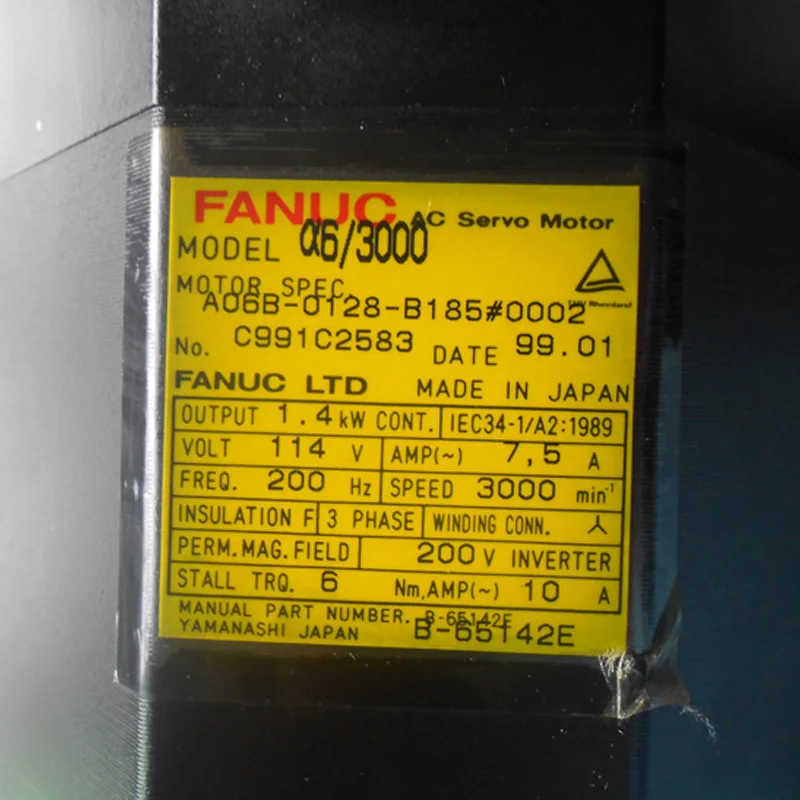 FANUC AC Servo Motor
MODEL α6/3000
TÜV Rheinland
MOTOR SPEC.
A06B-0128-B185#0002
No. C991C2583 DATE 99.01
FANUC LTD MADE IN JAPAN
OUTPUT 1.4 kW CONT. IEC34-1/A2:1989
VOLT 114 V AMP(~) 7,5 A
FREQ. 200 Hz SPEED 3000 min⁻¹
INSULATION F 3 PHASE WINDING CONN. ⅄
PERM.MAG.FIELD 200 V INVERTER
STALL TRQ. 6 Nm,AMP(~) 10 A
MANUAL PART NUMBER. B-65142E
YAMANASHI JAPAN B-65142E